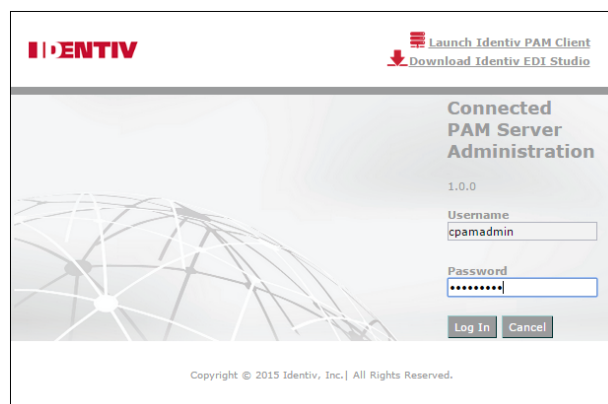 IDENTIV
Launch Identiv PAM Client
Download Identiv EDI Studio
Connected
PAM Server
Administration
1.0.0
Username
cpamadmin
Password
•••••••••
Log In Cancel
Copyright © 2015 Identiv, Inc.| All Rights Reserved.